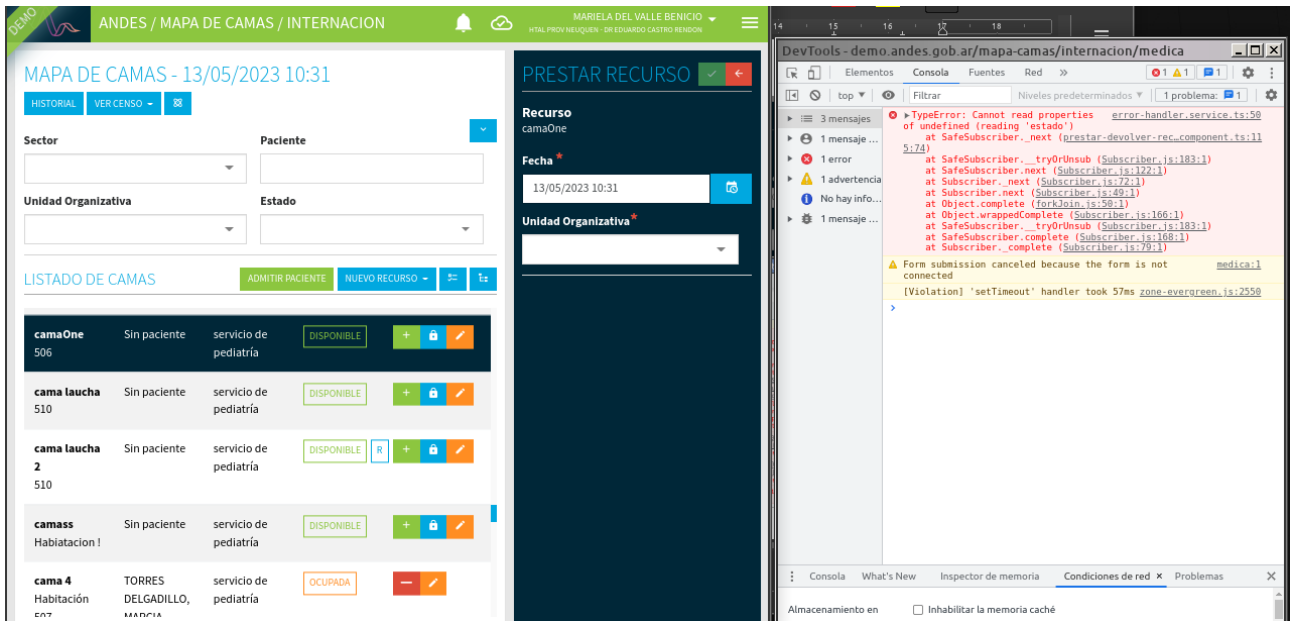 DEMO
ANDES / MAPA DE CAMAS / INTERNACION
MARIELA DEL VALLE BENICIO
HTAL PROV NEUQUEN - DR EDUARDO CASTRO RENDON
MAPA DE CAMAS - 13/05/2023 10:31
HISTORIAL
VER CENSO
Sector
Paciente
Unidad Organizativa
Estado
LISTADO DE CAMAS
ADMITIR PACIENTE
NUEVO RECURSO
camaOne Sin paciente servicio de DISPONIBLE +
506 pediatría
cama laucha Sin paciente servicio de DISPONIBLE +
510 pediatría
cama laucha Sin paciente servicio de DISPONIBLE R +
2 pediatría
510
camass Sin paciente servicio de DISPONIBLE +
Habiatacion ! pediatría
cama 4 TORRES servicio de OCUPADA
Habitación DELGADILLO, pediatría
507 MARCIA
PRESTAR RECURSO
Recurso
camaOne
Fecha *
13/05/2023 10:31
Unidad Organizativa *
14 15 16 17 18
DevTools - demo.andes.gob.ar/mapa-camas/internacion/medica
Elementos Consola Fuentes Red » 1 1 1
top Filtrar Niveles predeterminados 1 problema: 1
3 mensajes
1 mensaje ...
1 error
1 advertencia
No hay info...
1 mensaje ...
TypeError: Cannot read properties error-handler.service.ts:50
of undefined (reading 'estado')
at SafeSubscriber._next (prestar-devolver-rec…component.ts:11
5:74)
at SafeSubscriber.__tryOrUnsub (Subscriber.js:183:1)
at SafeSubscriber.next (Subscriber.js:122:1)
at Subscriber._next (Subscriber.js:72:1)
at Subscriber.next (Subscriber.js:49:1)
at Object.complete (forkJoin.js:50:1)
at Object.wrappedComplete (Subscriber.js:166:1)
at SafeSubscriber.__tryOrUnsub (Subscriber.js:183:1)
at SafeSubscriber.complete (Subscriber.js:168:1)
at Subscriber._complete (Subscriber.js:79:1)
Form submission canceled because the form is not medica:1
connected
[Violation] 'setTimeout' handler took 57ms zone-evergreen.js:2550
Consola What's New Inspector de memoria Condiciones de red × Problemas
Almacenamiento en Inhabilitar la memoria caché